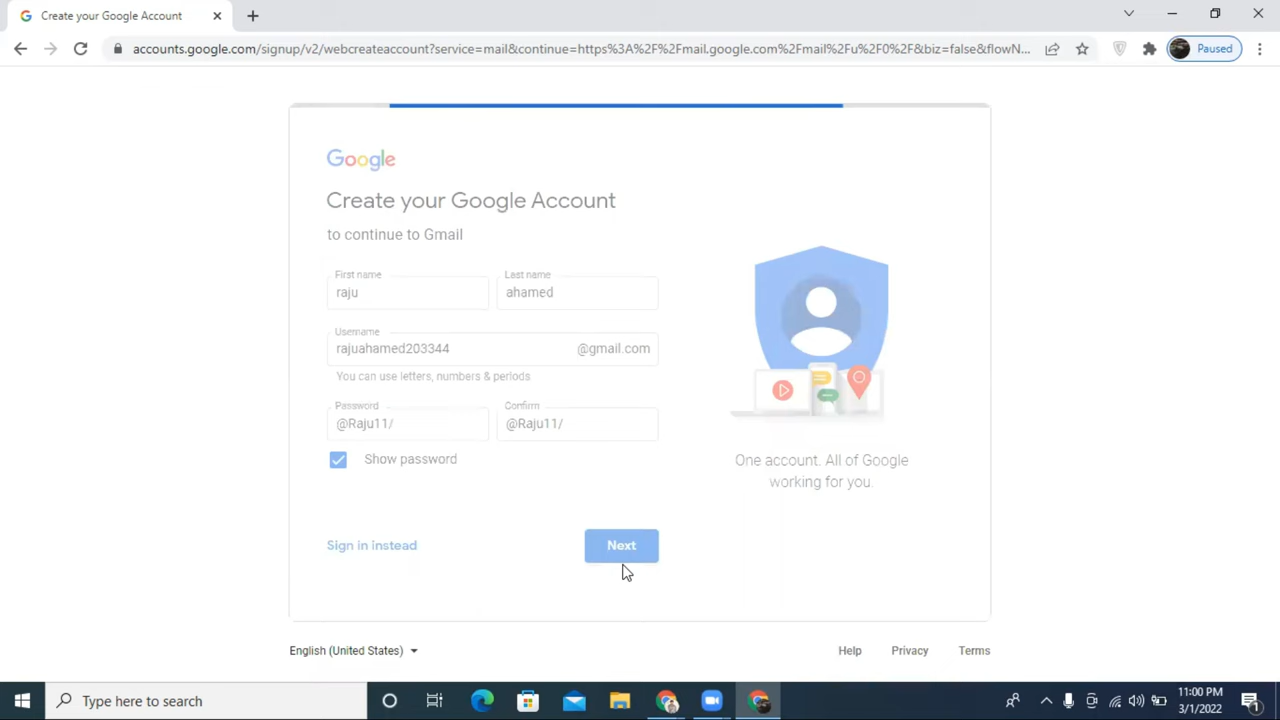 Create your Google Account
accounts.google.com/signup/v2/webcreateaccount?service=mail&continue=https%3A%2F%2Fmail.google.com%2Fmail%2Fu%2F0%2F&biz=false&flowN...
Paused
Google
Create your Google Account
to continue to Gmail
First name
Last name
raju
ahamed
Username
rajuahamed203344
@gmail.com
You can use letters, numbers & periods
Password
Confirm
@Raju11/
@Raju11/
Show password
One account. All of Google
working for you.
Sign in instead
Next
English (United States)
Help
Privacy
Terms
Type here to search
11:00 PM
3/1/2022
1